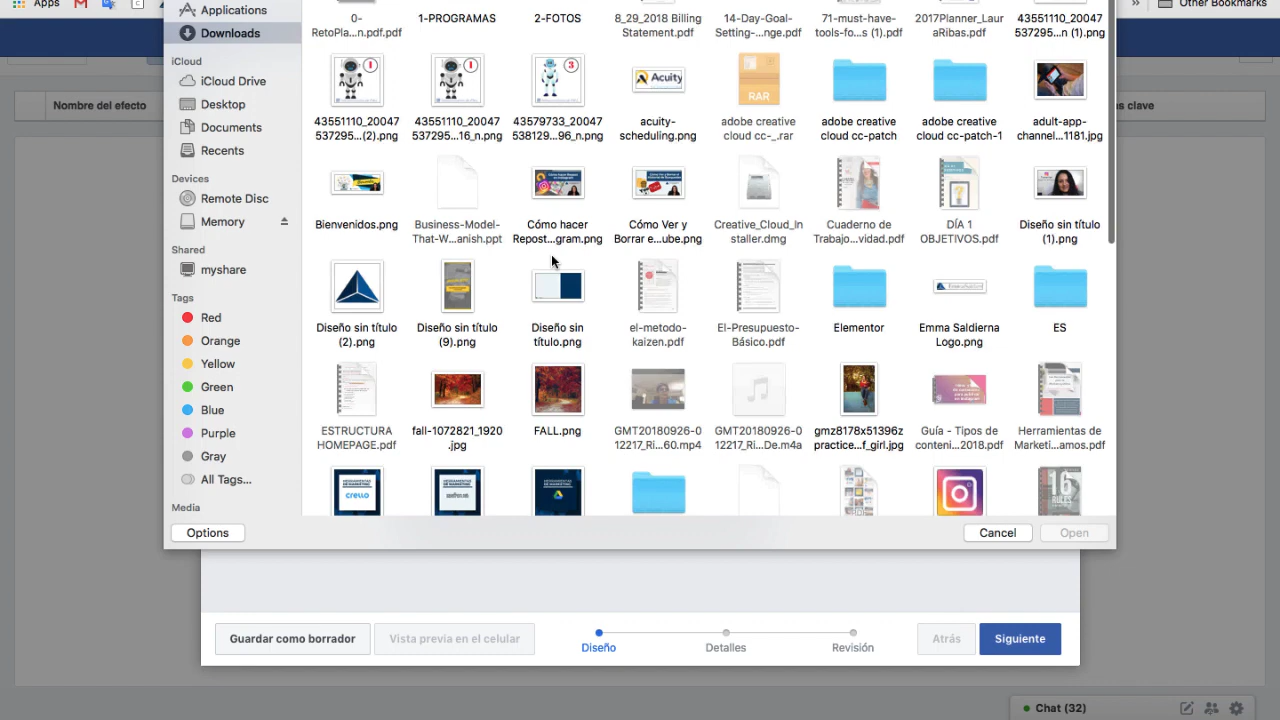 Apps
»
Other Bookmarks
Applications
Downloads
iCloud
iCloud Drive
Desktop
Documents
Recents
Devices
Remote Disc
Memory
Shared
myshare
Tags
Red
Orange
Yellow
Green
Blue
Purple
Gray
All Tags...
Media
0-
RetoPla...n.pdf.pdf
1-PROGRAMAS
2-FOTOS
8_29_2018 Billing
Statement.pdf
14-Day-Goal-
Setting-...nge.pdf
71-must-have-
tools-fo...s (1).pdf
2017Planner_Laur
aRibas.pdf
43551110_20047
537295...n (1).png
43551110_20047
537295...(2).png
43551110_20047
537295...16_n.png
43579733_20047
538129...96_n.png
Acuity
acuity-
scheduling.png
RAR
adobe creative
cloud cc-_.rar
adobe creative
cloud cc-patch
adobe creative
cloud cc-patch-1
adult-app-
channel...1181.jpg
Bienvenidos.png
Business-Model-
That-W...anish.ppt
Cómo hacer
Repost...gram.png
Cómo Ver y
Borrar e...ube.png
Creative_Cloud_In
staller.dmg
Cuaderno de
Trabajo...vidad.pdf
DÍA 1
OBJETIVOS.pdf
Diseño sin título
(1).png
Diseño sin título
(2).png
Diseño sin título
(9).png
Diseño sin
título.png
el-metodo-
kaizen.pdf
El-Presupuesto-
Básico.pdf
Elementor
Emma Saldierna
Logo.png
ES
ESTRUCTURA
HOMEPAGE.pdf
fall-1072821_1920
.jpg
FALL.png
GMT20180926-0
12217_Ri...60.mp4
GMT20180926-0
12217_Ri...De.m4a
gmz8178x51396z
practice...f_girl.jpg
Guía - Tipos de
conteni...2018.pdf
Herramientas de
Marketi...amos.pdf
crello
16
RULES
Options
Cancel
Open
Nombre del efecto
s clave
Guardar como borrador
Vista previa en el celular
Diseño
Detalles
Revisión
Atrás
Siguiente
Chat (32)